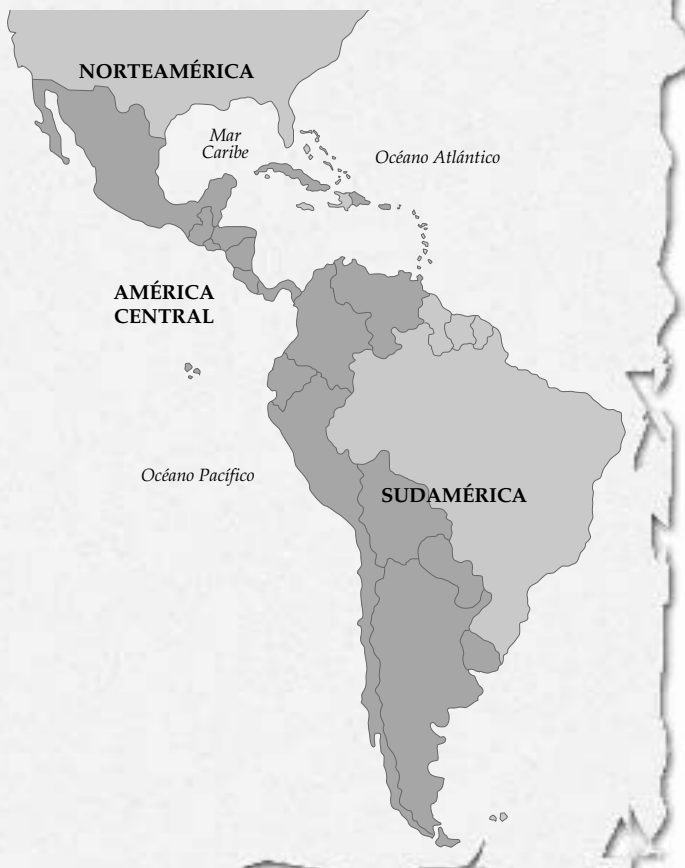 NORTEAMÉRICA
Mar
Caribe
Océano Atlántico
AMÉRICA
CENTRAL
Océano Pacífico
SUDAMÉRICA